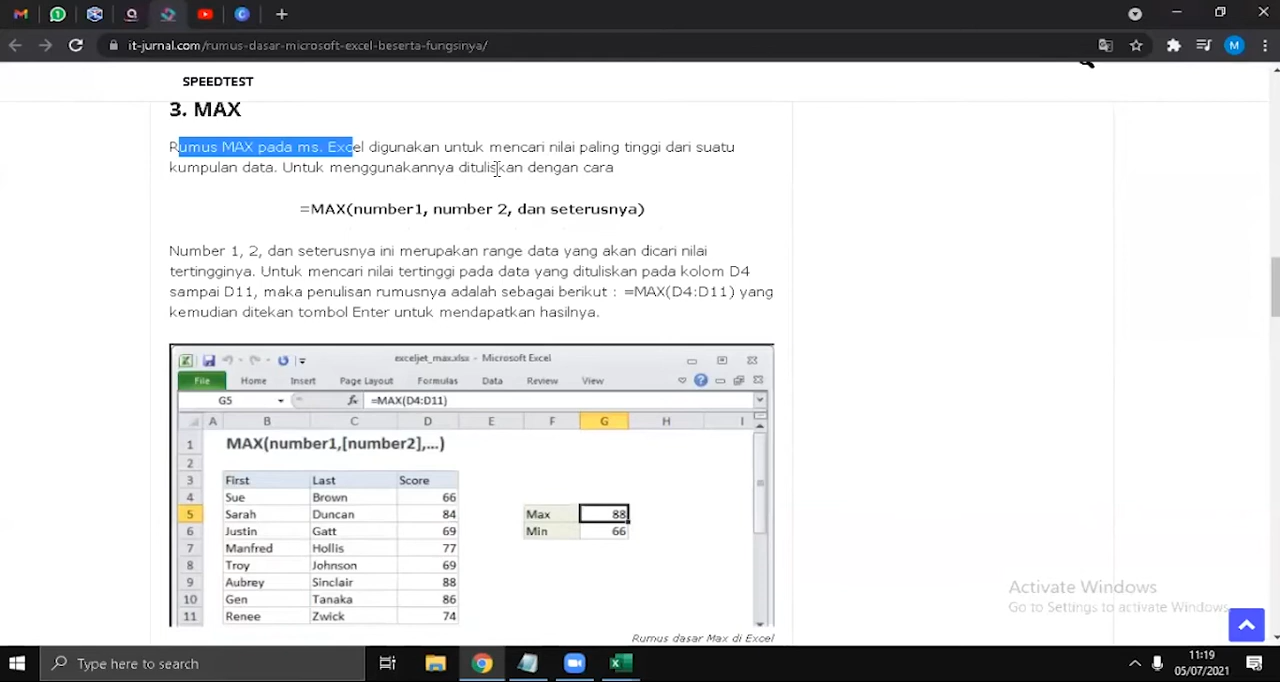 it-jurnal.com/rumus-dasar-microsoft-excel-beserta-fungsinya/
M
SPEEDTEST
3. MAX
Rumus MAX pada ms. Excel digunakan untuk mencari nilai paling tinggi dari suatu
kumpulan data. Untuk menggunakannya dituliskan dengan cara
=MAX(number1, number 2, dan seterusnya)
Number 1, 2, dan seterusnya ini merupakan range data yang akan dicari nilai
tertingginya. Untuk mencari nilai tertinggi pada data yang dituliskan pada kolom D4
sampai D11, maka penulisan rumusnya adalah sebagai berikut : =MAX(D4:D11) yang
kemudian ditekan tombol Enter untuk mendapatkan hasilnya.
exceljet_max.xlsx - Microsoft Excel
File Home Insert Page Layout Formulas Data Review View
G5 fx =MAX(D4:D11)
A B C D E F G H I
1 MAX(number1,[number2],...)
2
3 First Last Score
4 Sue Brown 66
5 Sarah Duncan 84 Max 88
6 Justin Gatt 69 Min 66
7 Manfred Hollis 77
8 Troy Johnson 69
9 Aubrey Sinclair 88
10 Gen Tanaka 86
11 Renee Zwick 74
Rumus dasar Max di Excel
Activate Windows
Go to Settings to activate Windows.
Type here to search
11:19
05/07/2021